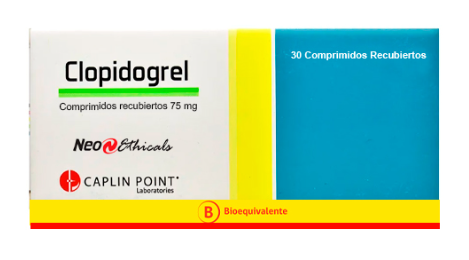 Clopidogrel
Comprimidos recubiertos 75 mg
Neo Ethicals
CAPLIN POINT
Laboratories
30 Comprimidos Recubiertos
B Bioequivalente